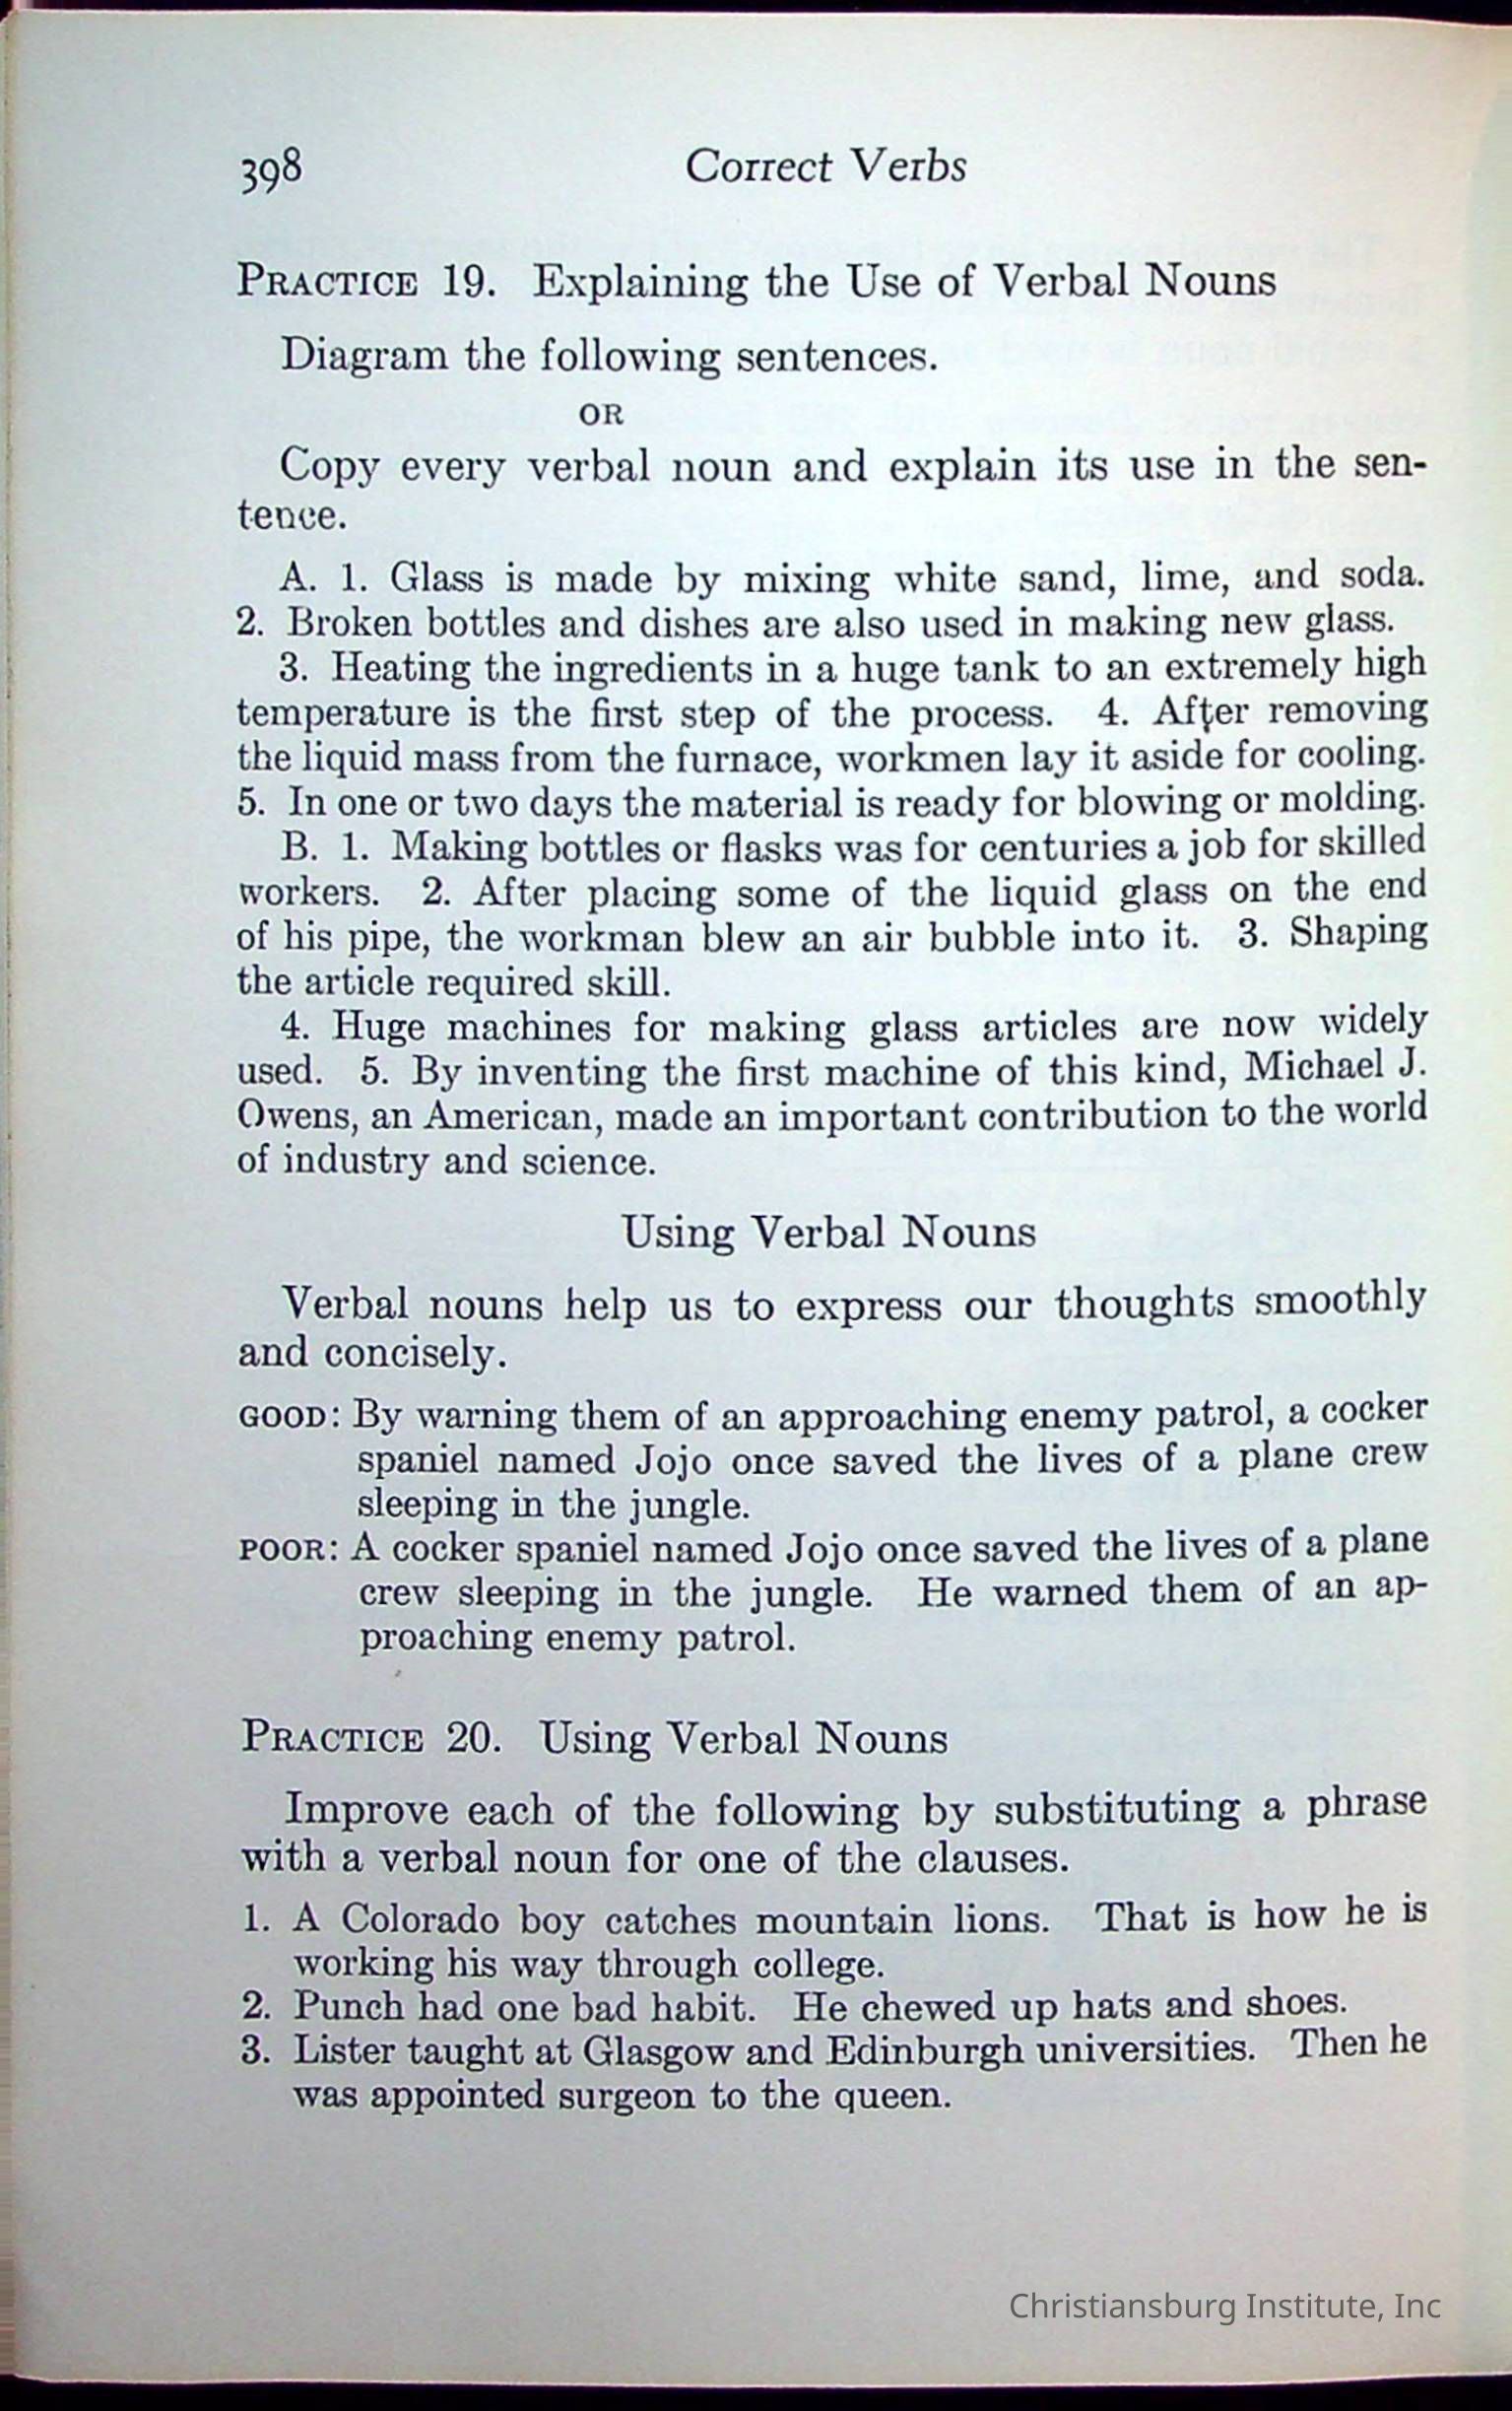 398 Correct Verbs
PRACTICE 19. Explaining the Use of Verbal Nouns
Diagram the following sentences.
OR
Copy every verbal noun and explain its use in the sen-
tence.
A. 1. Glass is made by mixing white sand, lime, and soda.
2. Broken bottles and dishes are also used in making new glass.
3. Heating the ingredients in a huge tank to an extremely high
temperature is the first step of the process. 4. After removing
the liquid mass from the furnace, workmen lay it aside for cooling.
5. In one or two days the material is ready for blowing or molding.
B. 1. Making bottles or flasks was for centuries a job for skilled
workers. 2. After placing some of the liquid glass on the end
of his pipe, the workman blew an air bubble into it. 3. Shaping
the article required skill.
4. Huge machines for making glass articles are now widely
used. 5. By inventing the first machine of this kind, Michael J.
Owens, an American, made an important contribution to the world
of industry and science.
Using Verbal Nouns
Verbal nouns help us to express our thoughts smoothly
and concisely.
GOOD: By warning them of an approaching enemy patrol, a cocker
spaniel named Jojo once saved the lives of a plane crew
sleeping in the jungle.
POOR: A cocker spaniel named Jojo once saved the lives of a plane
crew sleeping in the jungle. He warned them of an ap-
proaching enemy patrol.
PRACTICE 20. Using Verbal Nouns
Improve each of the following by substituting a phrase
with a verbal noun for one of the clauses.
1. A Colorado boy catches mountain lions. That is how he is
working his way through college.
2. Punch had one bad habit. He chewed up hats and shoes.
3. Lister taught at Glasgow and Edinburgh universities. Then he
was appointed surgeon to the queen.
Christiansburg Institute, Inc